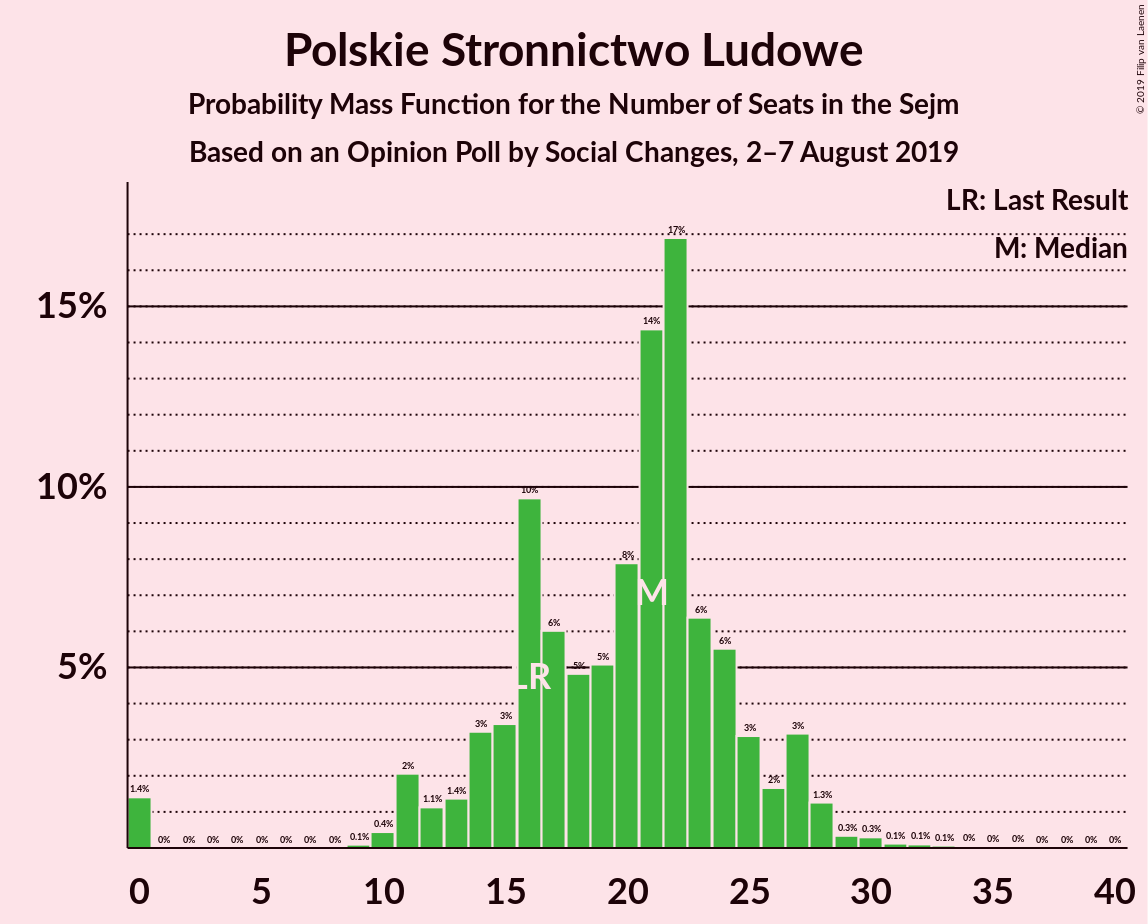 Polskie Stronnictwo Ludowe
Probability Mass Function for the Number of Seats in the Sejm
Based on an Opinion Poll by Social Changes, 2–7 August 2019
© 2019 Filip van Laenen
LR: Last Result
M: Median
15%
10%
5%
1.4% 0% 0% 0% 0% 0% 0% 0% 0% 0.1% 0.4% 2% 1.1% 1.4% 3% 3% 10% 6% 5% 5% 8% 14% 17% 6% 6% 3% 2% 3% 1.3% 0.3% 0.3% 0.1% 0.1% 0.1% 0% 0% 0% 0% 0% 0% 0%
LR
M
0 5 10 15 20 25 30 35 40